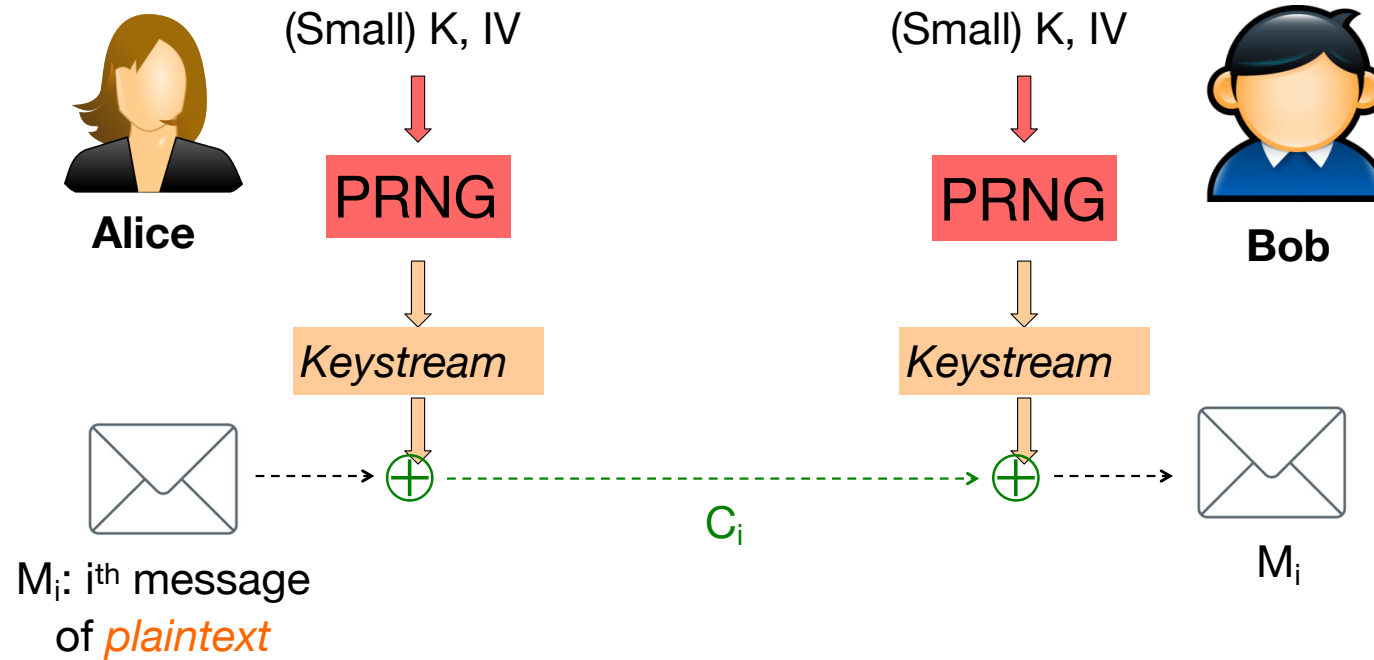 (Small) K, IV
(Small) K, IV
PRNG
PRNG
Alice
Bob
Keystream
Keystream
Cᵢ
Mᵢ: iᵗʰ message
of plaintext
Mᵢ